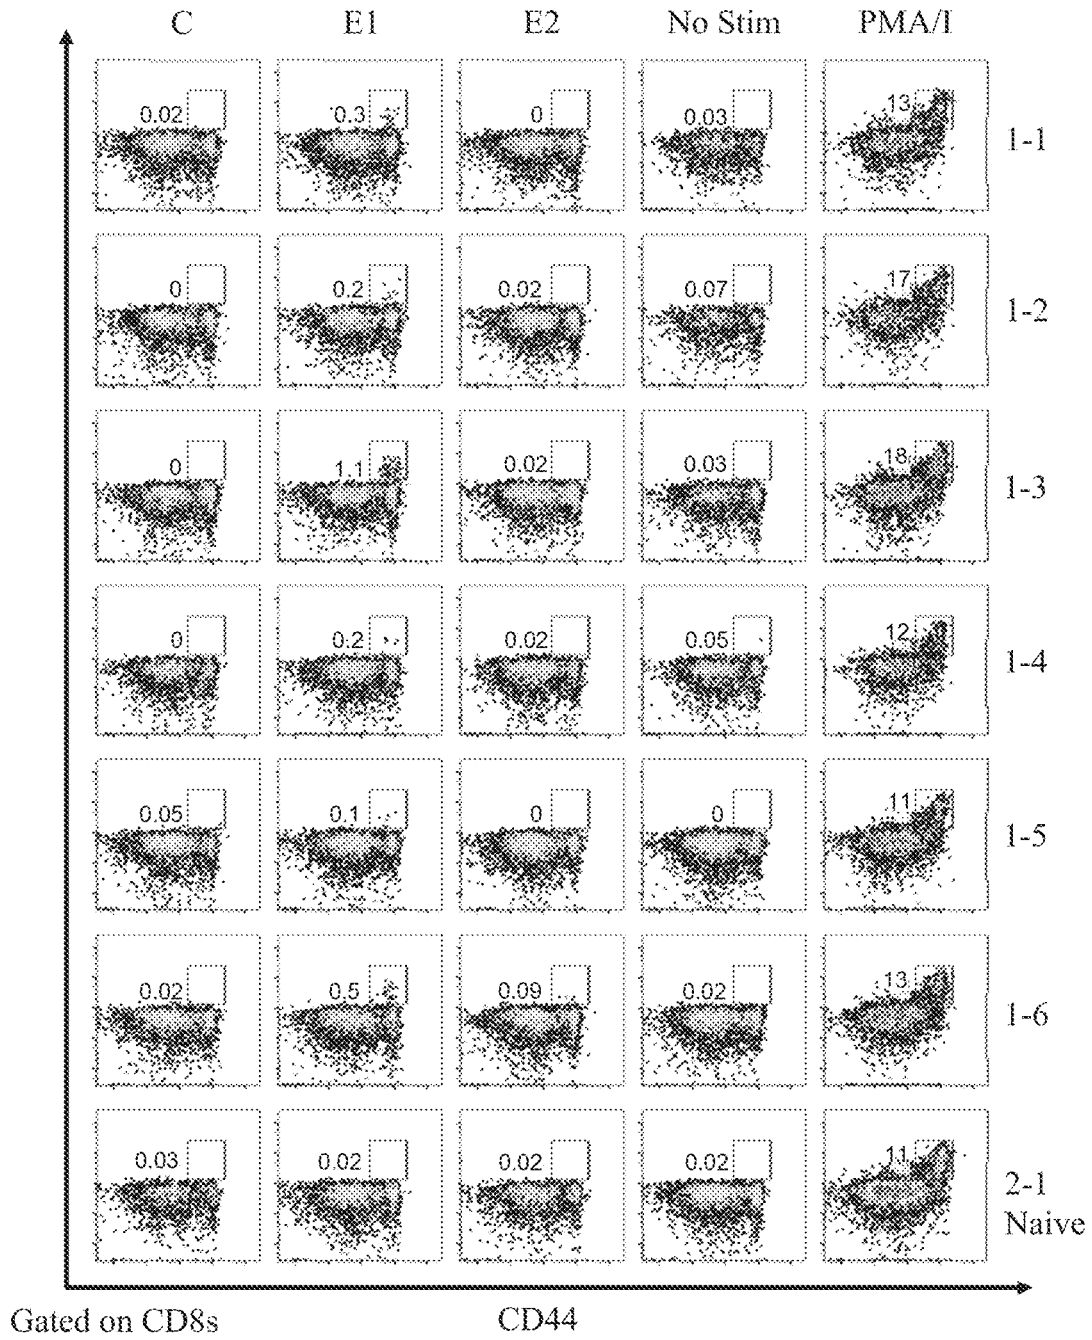 C E1 E2 No Stim PMA/I
0.02 0.3 0 0.03 13 1-1
0 0.2 0.02 0.07 17 1-2
0 1.1 0.02 0.03 18 1-3
0 0.2 0.02 0.05 12 1-4
0.05 0.1 0 0 11 1-5
0.02 0.5 0.09 0.02 13 1-6
0.03 0.02 0.02 0.02 11 2-1
Naive
Gated on CD8s CD44